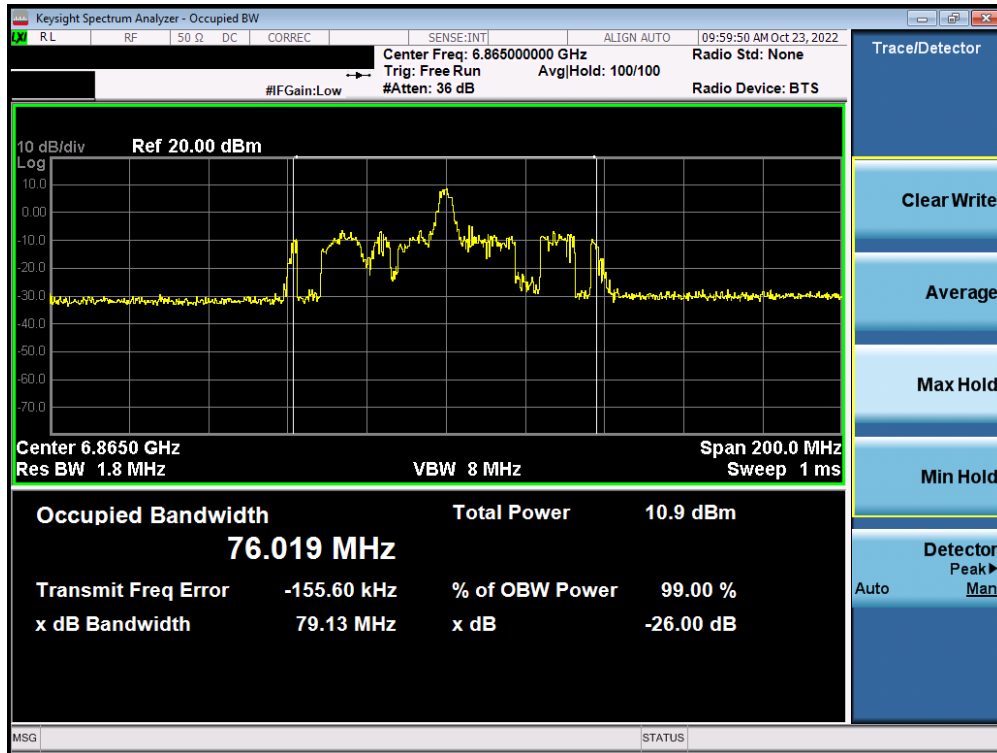 Keysight Spectrum Analyzer - Occupied BW
LXI RL RF 50 Ω DC CORREC SENSE:INT ALIGN AUTO 09:59:50 AM Oct 23, 2022
Center Freq: 6.865000000 GHz Radio Std: None
Trig: Free Run Avg|Hold: 100/100
#IFGain:Low #Atten: 36 dB Radio Device: BTS
Trace/Detector
10 dB/div Ref 20.00 dBm
Log
10.0
0.00
-10.0
-20.0
-30.0
-40.0
-50.0
-60.0
-70.0
Center 6.8650 GHz Span 200.0 MHz
Res BW 1.8 MHz VBW 8 MHz Sweep 1 ms
Occupied Bandwidth Total Power 10.9 dBm
76.019 MHz
Transmit Freq Error -155.60 kHz % of OBW Power 99.00 %
x dB Bandwidth 79.13 MHz x dB -26.00 dB
Clear Write
Average
Max Hold
Min Hold
Detector
Peak▶
Auto Man
MSG STATUS